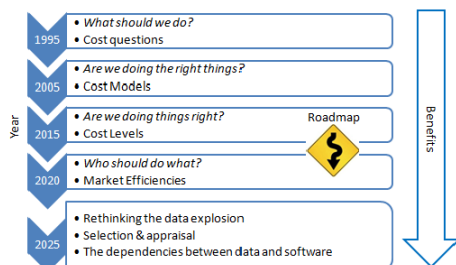 Year
1995
• What should we do?
• Cost questions
2005
• Are we doing the right things?
• Cost Models
2015
• Are we doing things right?
• Cost Levels
Roadmap
2020
• Who should do what?
• Market Efficiencies
2025
• Rethinking the data explosion
• Selection & appraisal
• The dependencies between data and software
Benefits